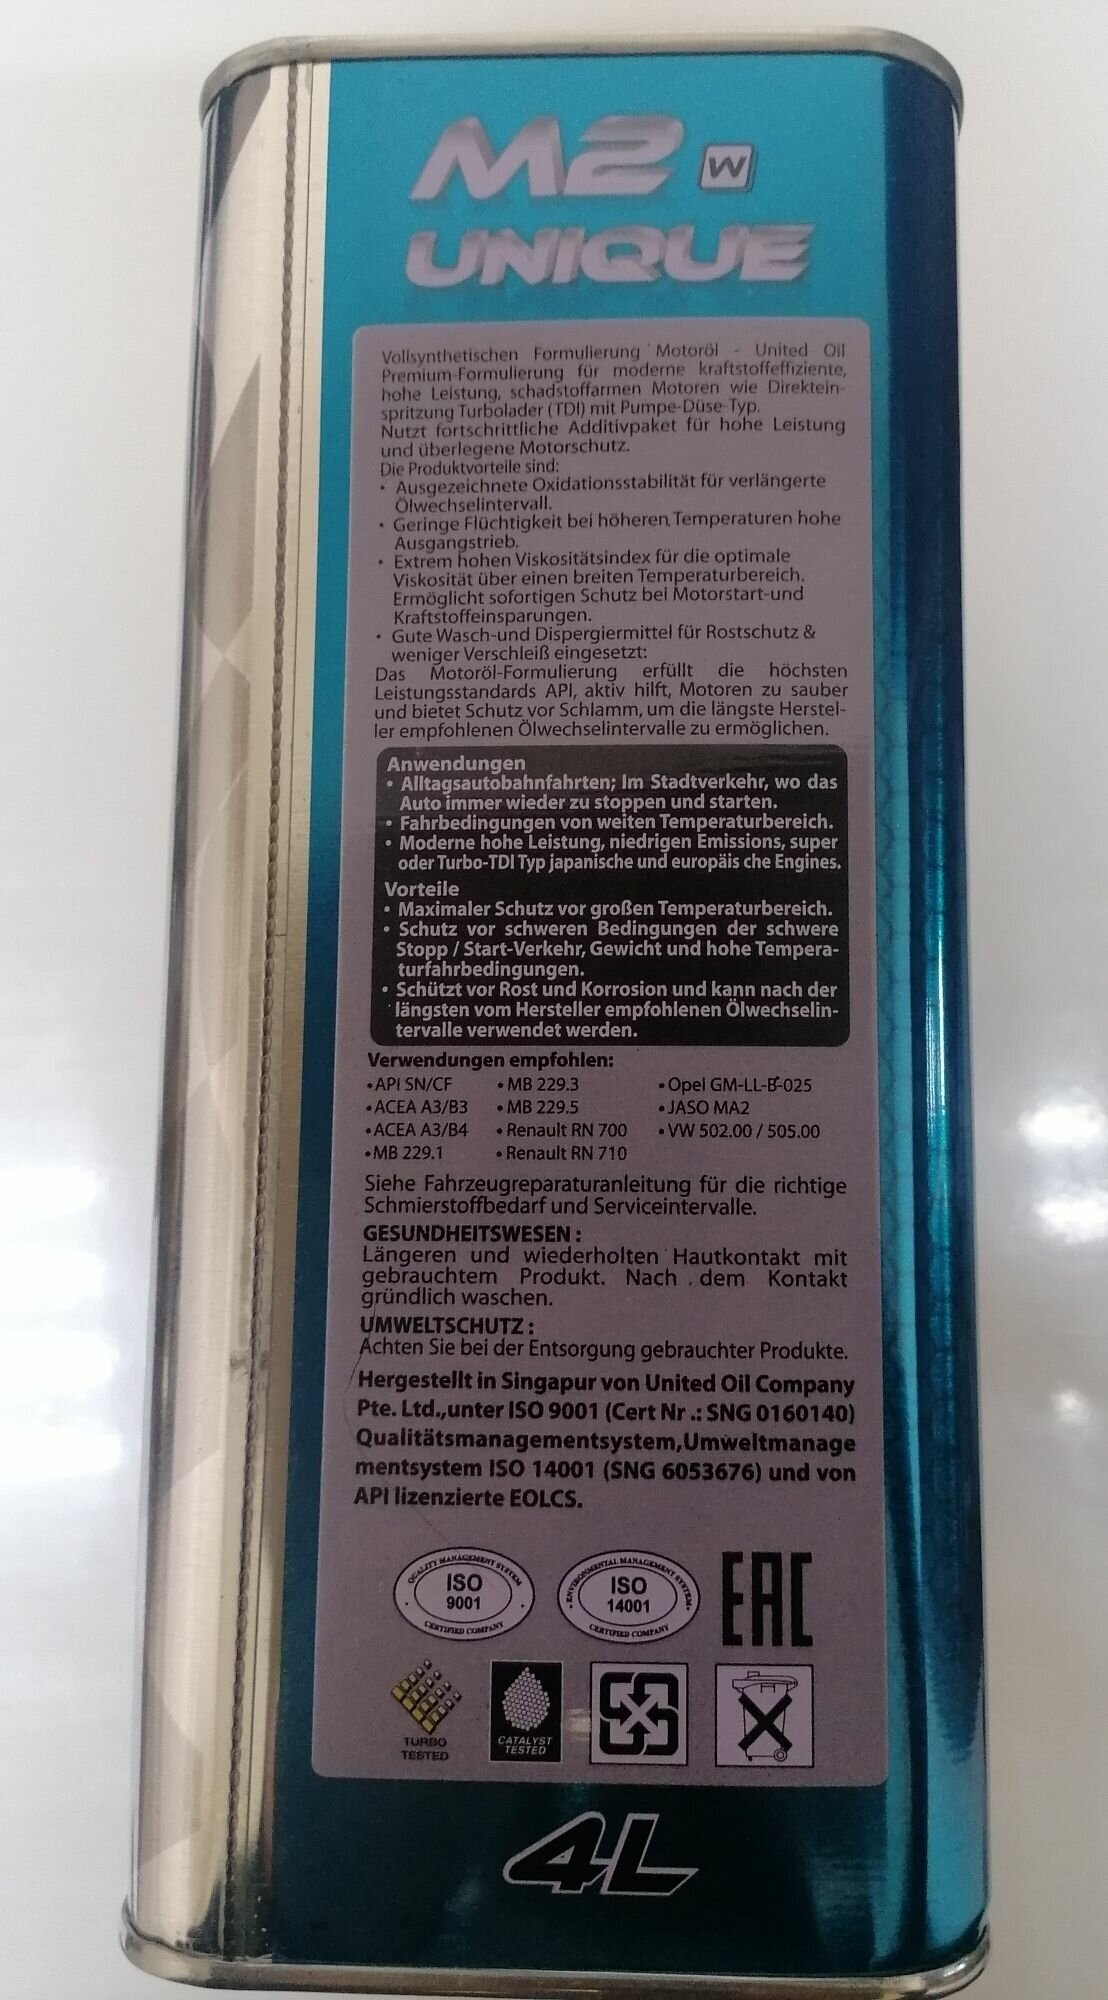 M2 W
UNIQUE
Vollsynthetischen Formulierung Motoröl - United Oil
Premium-Formulierung für moderne kraftstoffeffiziente,
hohe Leistung, schadstoffarmen Motoren wie Direktein-
spritzung Turbolader (TDI) mit Pumpe-Düse-Typ.
Nutzt fortschrittliche Additivpaket für hohe Leistung
und überlegene Motorschutz.
Die Produktvorteile sind:
• Ausgezeichnete Oxidationsstabilität für verlängerte
Ölwechselintervall.
• Geringe Flüchtigkeit bei höheren Temperaturen hohe
Ausgangstrieb.
• Extrem hohen Viskositätsindex für die optimale
Viskosität über einen breiten Temperaturbereich.
Ermöglicht sofortigen Schutz bei Motorstart-und
Kraftstoffeinsparungen.
• Gute Wasch-und Dispergiermittel für Rostschutz &
weniger Verschleiß eingesetzt:
Das Motoröl-Formulierung erfüllt die höchsten
Leistungsstandards API, aktiv hilft, Motoren zu sauber
und bietet Schutz vor Schlamm, um die längste Herstel-
ler empfohlenen Ölwechselintervalle zu ermöglichen.
Anwendungen
• Alltagsautobahnfahrten; Im Stadtverkehr, wo das
Auto immer wieder zu stoppen und starten.
• Fahrbedingungen von weiten Temperaturbereich.
• Moderne hohe Leistung, niedrigen Emissions, super
oder Turbo-TDI Typ japanische und europäis che Engines.
Vorteile
• Maximaler Schutz vor großen Temperaturbereich.
• Schutz vor schweren Bedingungen der schwere
Stopp / Start-Verkehr, Gewicht und hohe Tempera-
turfahrbedingungen.
• Schützt vor Rost und Korrosion und kann nach der
längsten vom Hersteller empfohlenen Ölwechselin-
tervalle verwendet werden.
Verwendungen empfohlen:
• API SN/CF • MB 229.3 • Opel GM-LL-B-025
• ACEA A3/B3 • MB 229.5 • JASO MA2
• ACEA A3/B4 • Renault RN 700 • VW 502.00 / 505.00
• MB 229.1 • Renault RN 710
Siehe Fahrzeugreparaturanleitung für die richtige
Schmierstoffbedarf und Serviceintervalle.
GESUNDHEITSWESEN :
Längeren und wiederholten Hautkontakt mit
gebrauchtem Produkt. Nach dem Kontakt
gründlich waschen.
UMWELTSCHUTZ :
Achten Sie bei der Entsorgung gebrauchter Produkte.
Hergestellt in Singapur von United Oil Company
Pte. Ltd.,unter ISO 9001 (Cert Nr .: SNG 0160140)
Qualitätsmanagementsystem,Umweltmanage
mentsystem ISO 14001 (SNG 6053676) und von
API lizenzierte EOLCS.
QUALITY MANAGEMENT SYSTEM
ISO
9001
CERTIFIED COMPANY
ENVIRONMENTAL MANAGEMENT SYSTEM
ISO
14001
CERTIFIED COMPANY
EAC
TURBO
TESTED
CATALYST
TESTED
4L